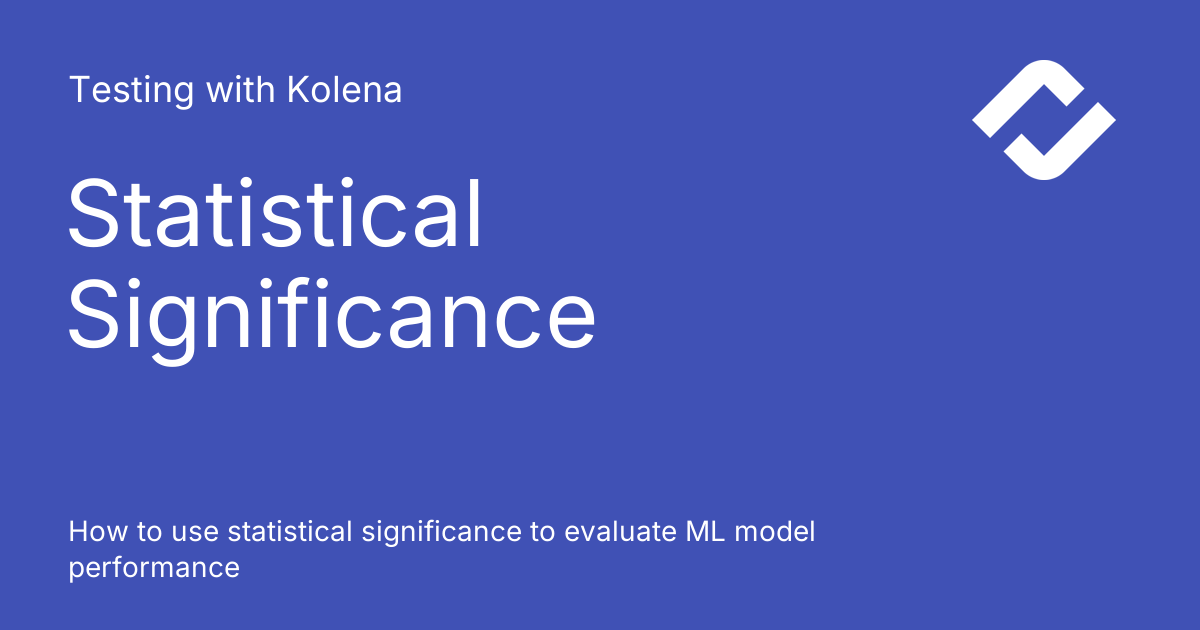 Testing with Kolena
Statistical
Significance
How to use statistical significance to evaluate ML model
performance